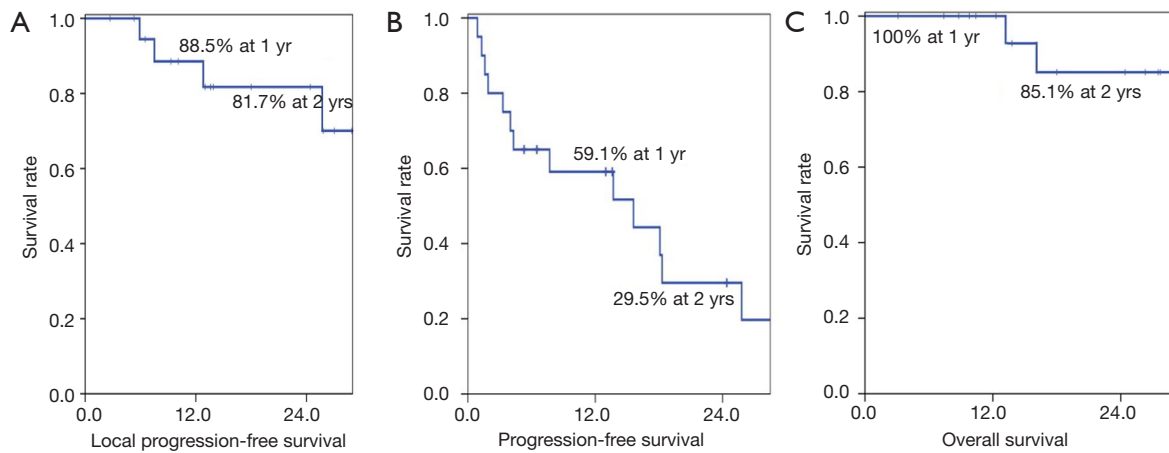 A
Survival rate
1.0
0.8
0.6
0.4
0.2
0.0
88.5% at 1 yr
81.7% at 2 yrs
0.0 12.0 24.0
Local progression-free survival
B
Survival rate
1.0
0.8
0.6
0.4
0.2
0.0
59.1% at 1 yr
29.5% at 2 yrs
0.0 12.0 24.0
Progression-free survival
C
Survival rate
1.0
0.8
0.6
0.4
0.2
0.0
100% at 1 yr
85.1% at 2 yrs
0.0 12.0 24.0
Overall survival